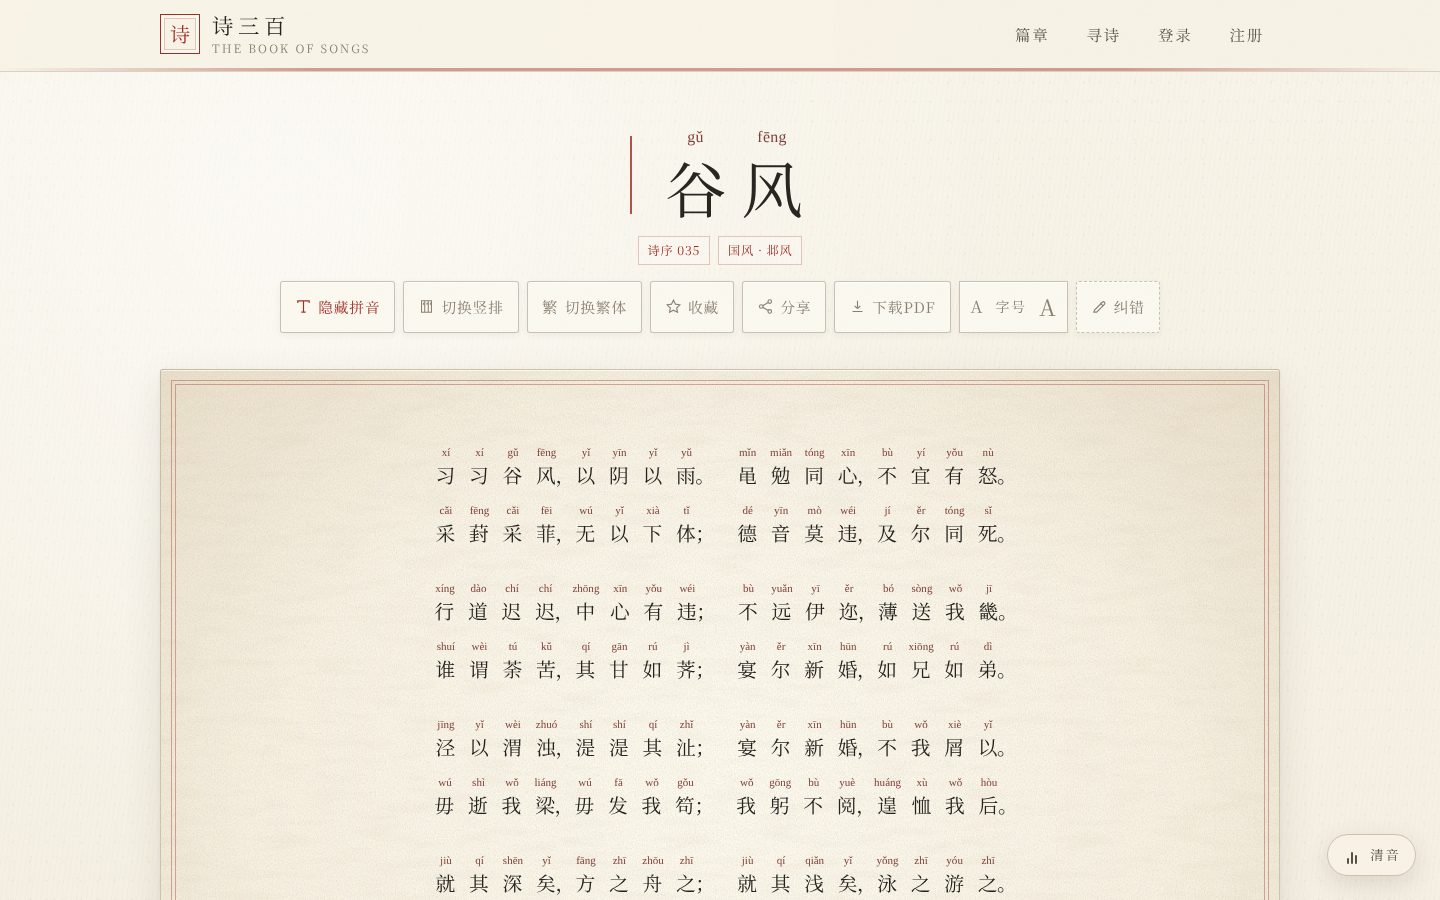 诗 诗三百
THE BOOK OF SONGS
篇章 寻诗 登录 注册
gǔ fēng
谷风
诗序 035 国风 · 邶风
隐藏拼音 切换竖排 繁 切换繁体 收藏 分享 下载PDF A 字号 A 纠错
xí xí gǔ fēng yǐ yīn yǐ yǔ mǐn miǎn tóng xīn bù yí yǒu nù
习习谷风，以阴以雨。 黾勉同心，不宜有怒。
cǎi fēng cǎi fēi wú yǐ xià tǐ dé yīn mò wéi jí ěr tóng sǐ
采葑采菲，无以下体； 德音莫违，及尔同死。
xíng dào chí chí zhōng xīn yǒu wéi bù yuǎn yī ěr bó sòng wǒ jī
行道迟迟，中心有违； 不远伊迩，薄送我畿。
shuí wèi tú kǔ qí gān rú jì yàn ěr xīn hūn rú xiōng rú dì
谁谓荼苦，其甘如荠； 宴尔新婚，如兄如弟。
jīng yǐ wèi zhuó shí shí qí zhǐ yàn ěr xīn hūn bù wǒ xiè yǐ
泾以渭浊，湜湜其沚； 宴尔新婚，不我屑以。
wú shì wǒ liáng wú fā wǒ gǒu wǒ gōng bù yuè huáng xù wǒ hòu
毋逝我梁，毋发我笱； 我躬不阅，遑恤我后。
jiù qí shēn yǐ fāng zhī zhōu zhī jiù qí qiǎn yǐ yǒng zhī yóu zhī
就其深矣，方之舟之； 就其浅矣，泳之游之。
清音